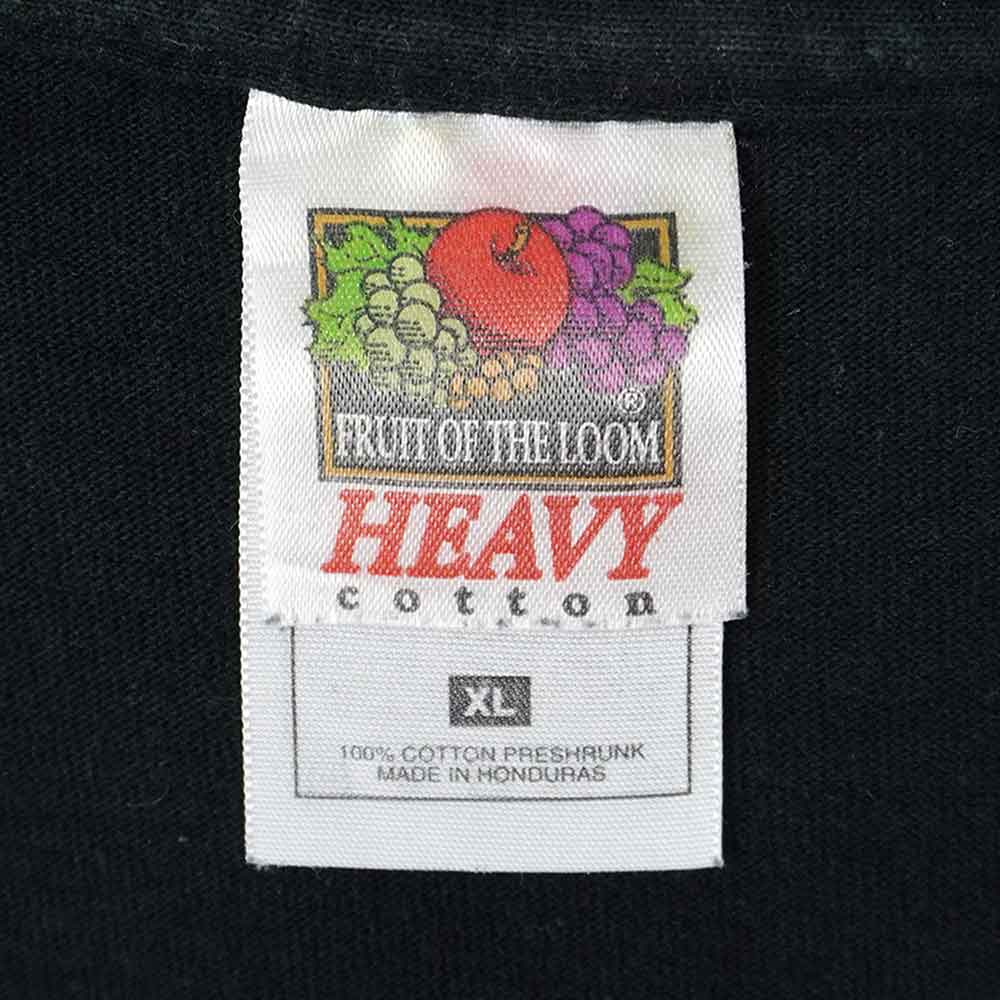 ®
FRUIT OF THE LOOM
HEAVY
cotton
XL
100% COTTON PRESHRUNK
MADE IN HONDURAS